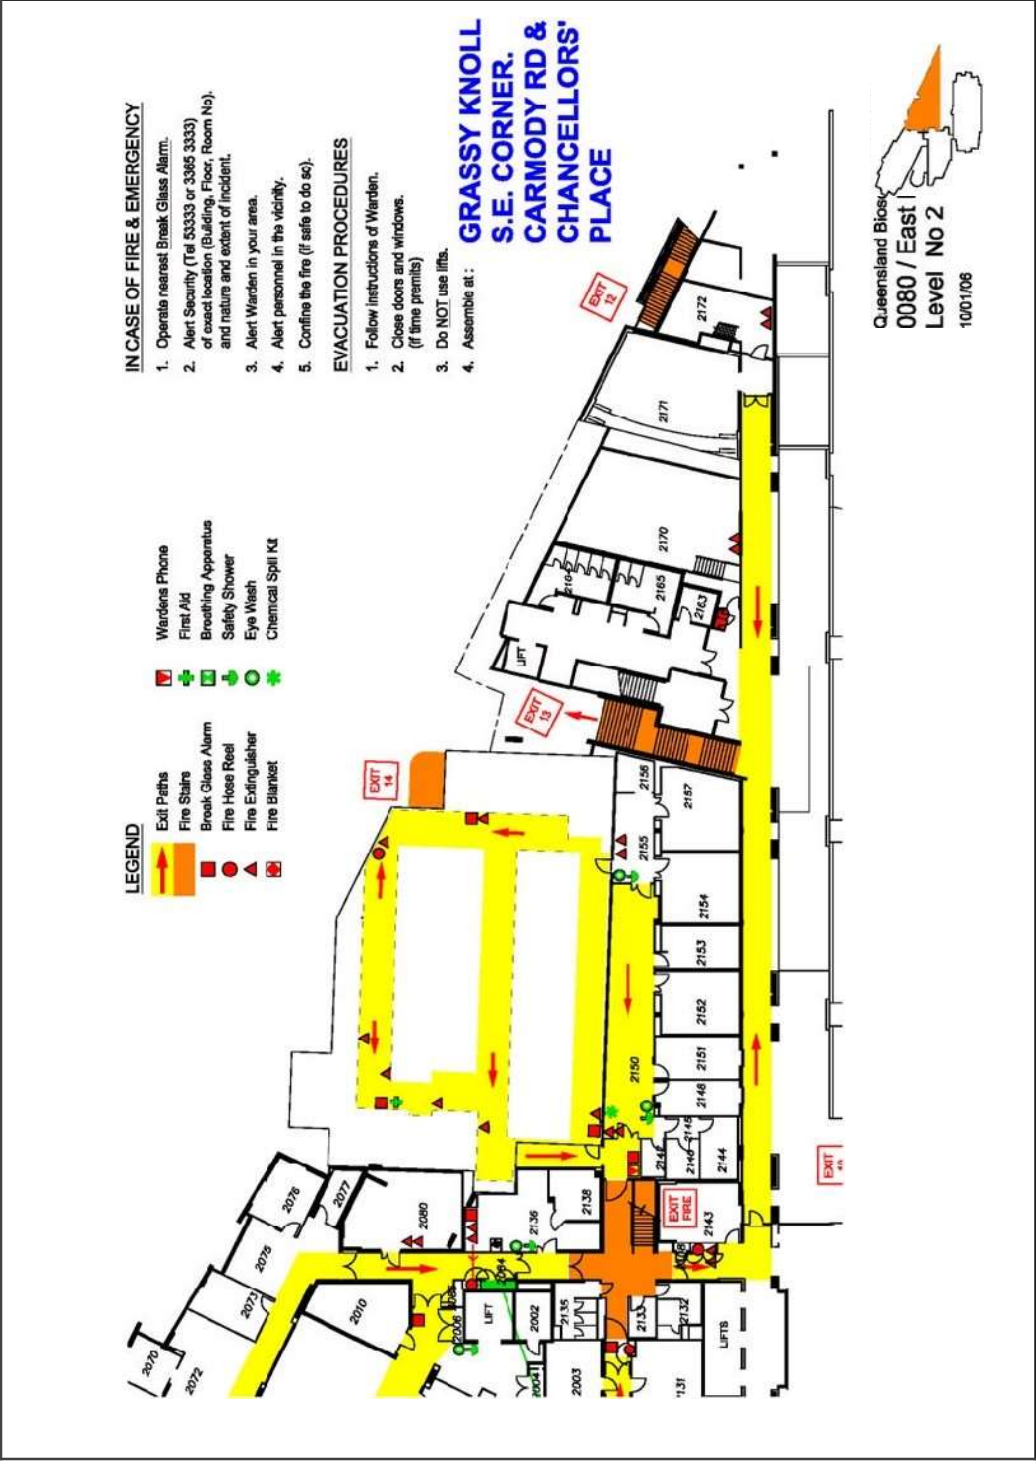 IN CASE OF FIRE & EMERGENCY
1. Operate nearest Break Glass Alarm.
2. Alert Security (Tel 53333 or 3365 3333)
of exact location (Building, Floor, Room No).
and nature and extent of incident.
3. Alert Warden in your area.
4. Alert personnel in the vicinity.
5. Confine the fire (if safe to do so).
EVACUATION PROCEDURES
1. Follow instructions of Warden.
2. Close doors and windows.
(if time premits)
3. Do NOT use lifts.
4. Assemble at :
GRASSY KNOLL
S.E. CORNER.
CARMODY RD &
CHANCELLORS'
PLACE
LEGEND
Exit Paths
Fire Stairs
Break Glass Alarm
Fire Hose Reel
Fire Extinguisher
Fire Blanket
Wardens Phone
First Aid
Breathing Apparatus
Safety Shower
Eye Wash
Chemical Spill Kit
EXIT
12
EXIT
13
EXIT
14
EXIT
FIRE
EXIT
2172
2171
2170
2165
2163
LIFT
2156
2157
2155
2154
2153
2152
2151
2150
2148
2145
2146
2144
2143
2138
2136
2135
2133
2132
2131
LIFTS
2084
2080
2077
2076
2075
2073
2072
2070
2010
2006
LIFT
2002
2004
2003
Queensland Biosc
0080 / East
Level No 2
10/01/06